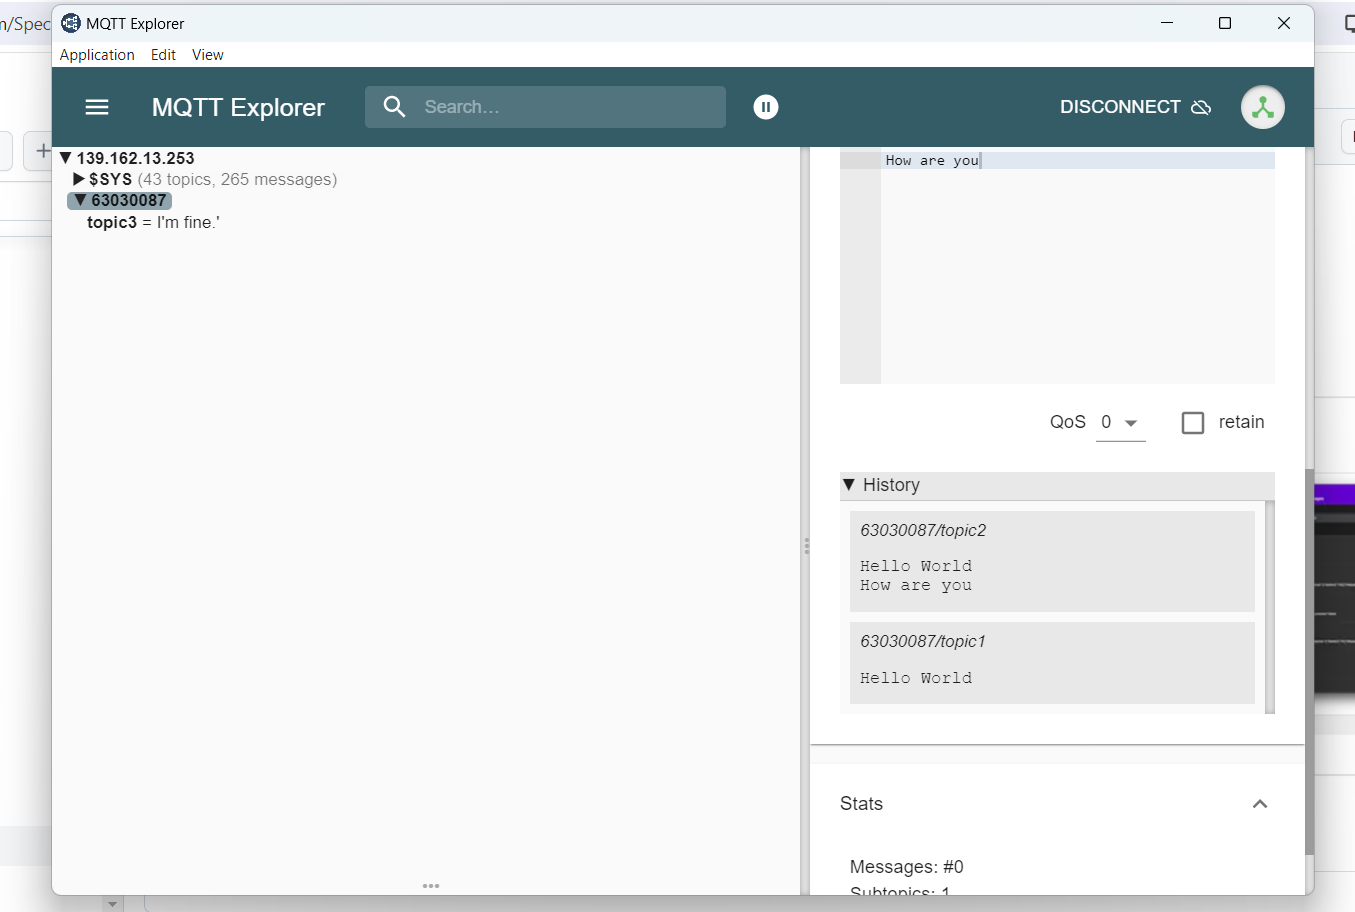 m/Spec
MQTT Explorer
Application Edit View
MQTT Explorer
Search...
DISCONNECT
139.162.13.253
$SYS (43 topics, 265 messages)
63030087
topic3 = I'm fine.'
How are you
QoS 0
retain
History
63030087/topic2
Hello World
How are you
63030087/topic1
Hello World
Stats
Messages: #0
Subtopics: 1